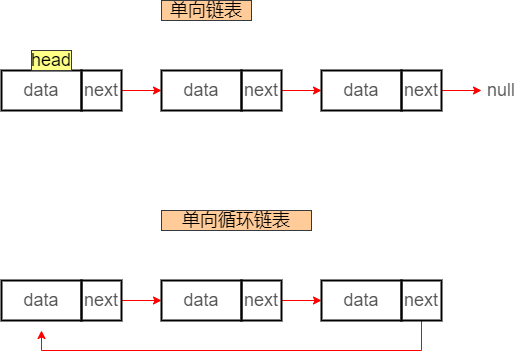 单向链表
head
data next data next data next null
单向循环链表
data next data next data next